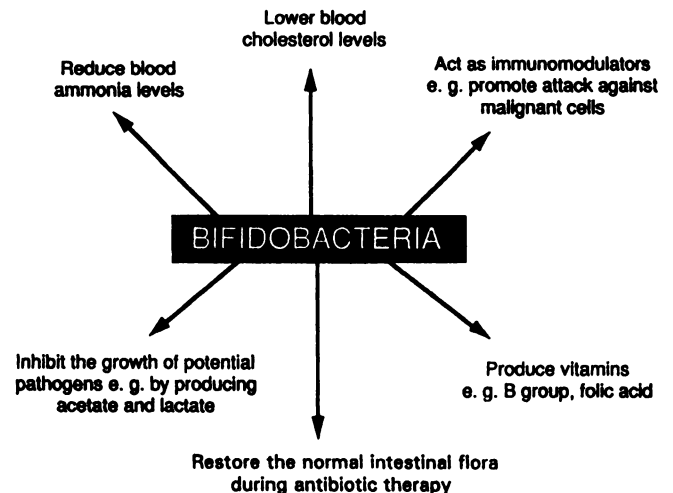 Lower blood
cholesterol levels
Reduce blood
ammonia levels
Act as immunomodulators
e. g. promote attack against
malignant cells
BIFIDOBACTERIA
Inhibit the growth of potential
pathogens e. g. by producing
acetate and lactate
Produce vitamins
e. g. B group, folic acid
Restore the normal intestinal flora
during antibiotic therapy